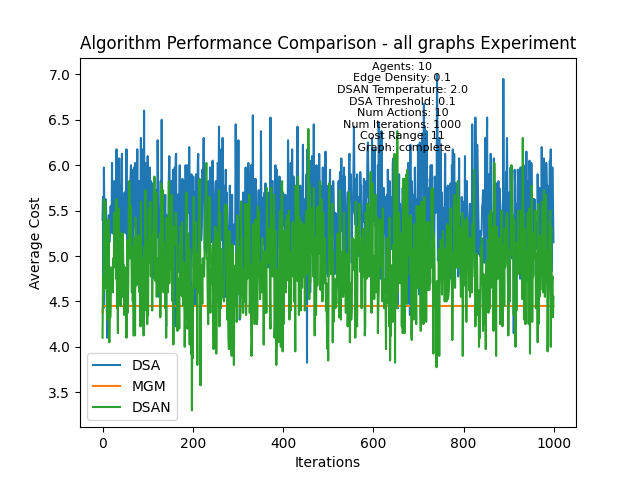 Algorithm Performance Comparison - all graphs Experiment
Agents: 10
Edge Density: 0.1
DSAN Temperature: 2.0
DSA Threshold: 0.1
Num Actions: 10
Num Iterations: 1000
Cost Range: 11
Graph: complete
7.0
6.5
6.0
5.5
5.0
4.5
4.0
3.5
Average Cost
DSA
MGM
DSAN
0
200
400
600
800
1000
Iterations